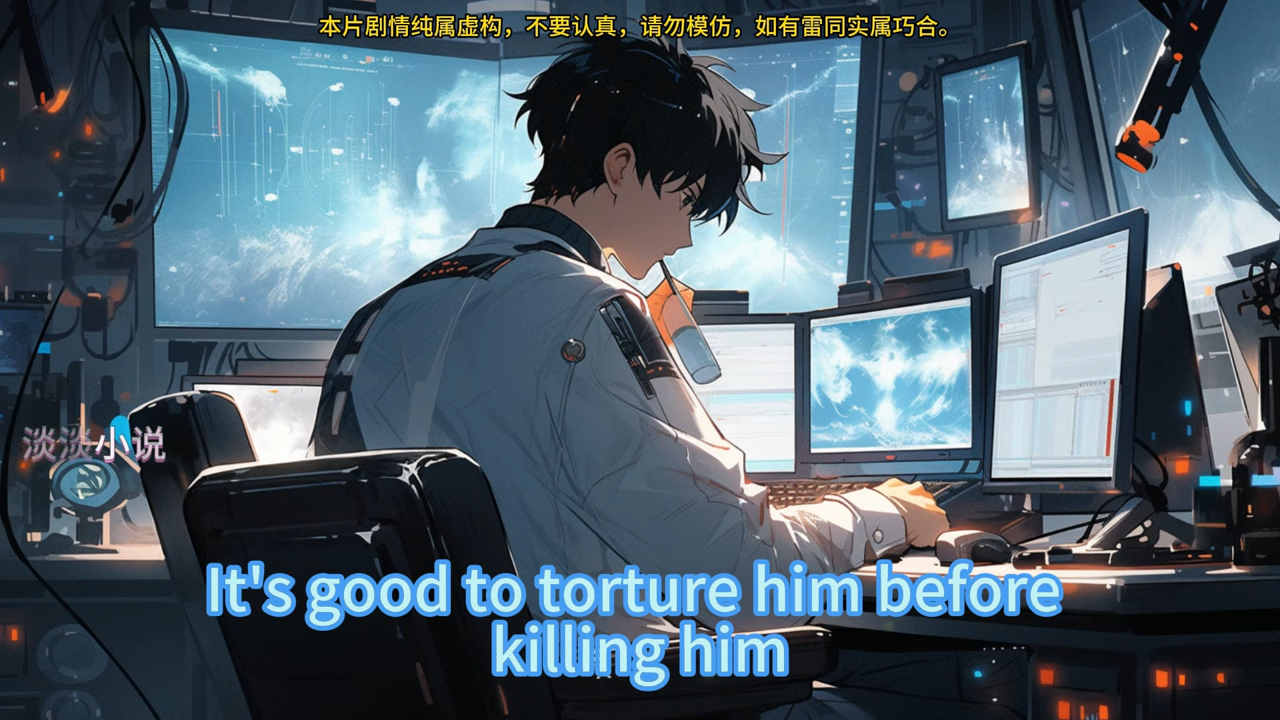 本片剧情纯属虚构，不要认真，请勿模仿，如有雷同实属巧合。
淡淡小说
It's good to torture him before
killing him